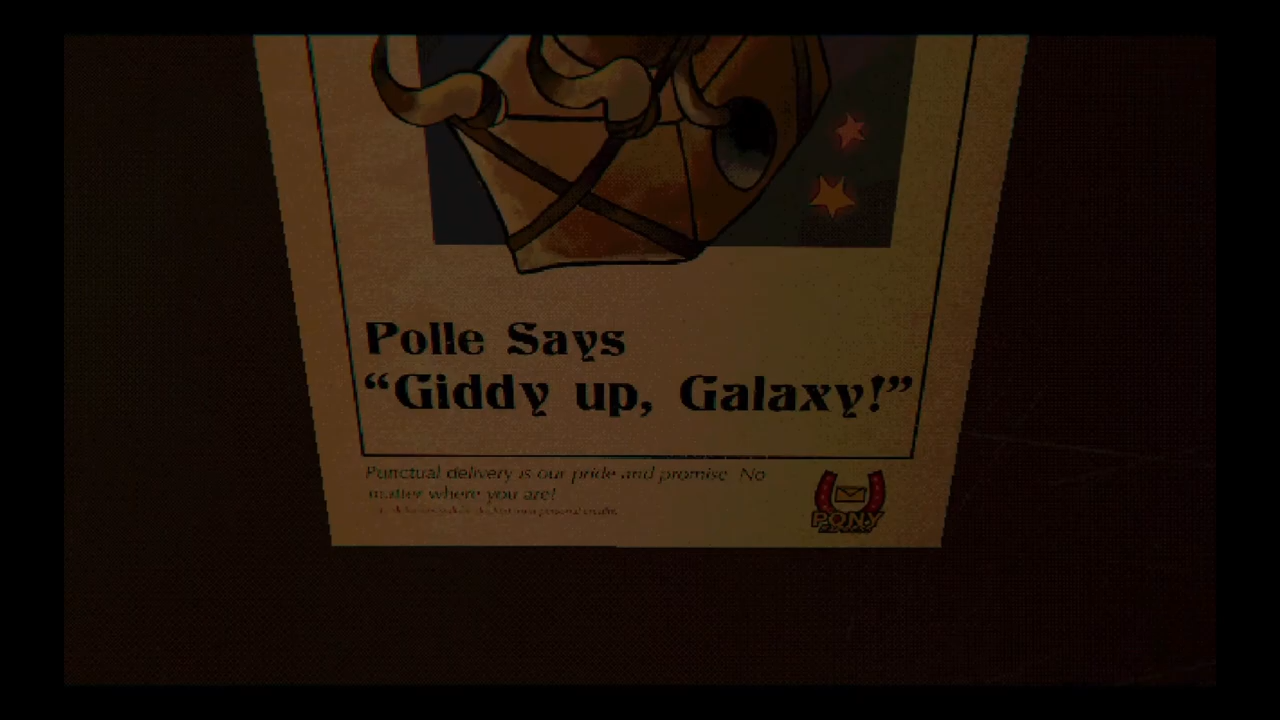 Polle Says
“Giddy up, Galaxy!”
Punctual delivery is our pride and promise. No
matter where you are!
PONY